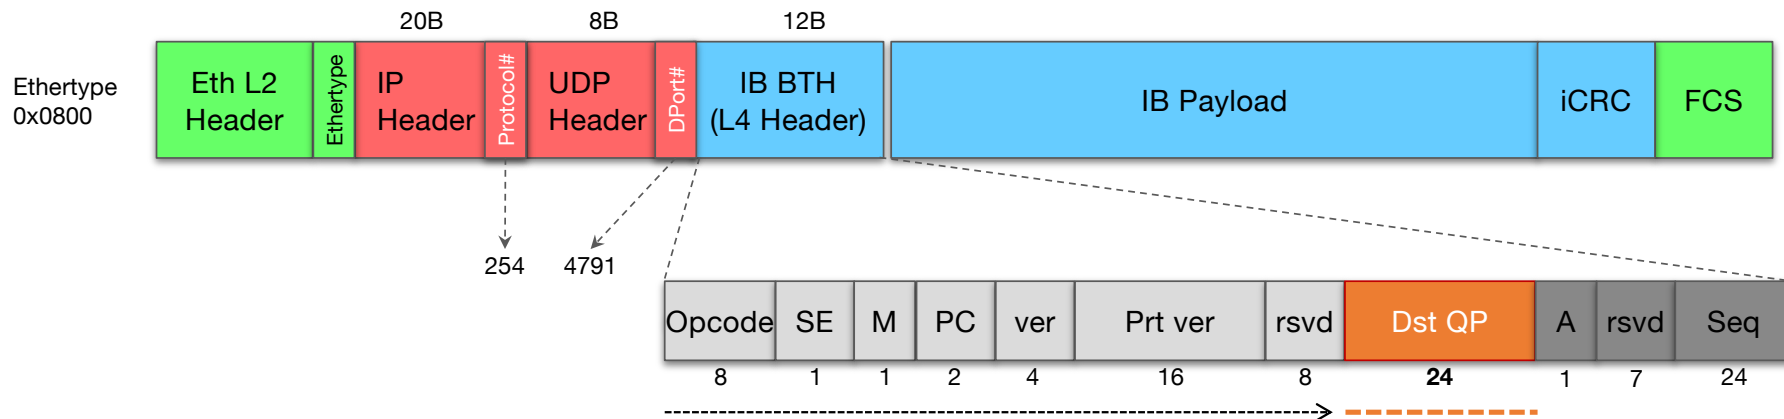 20B 8B 12B
Ethertype
0x0800
Eth L2
Header
Ethertype
IP
Header
Protocol#
UDP
Header
DPort#
IB BTH
(L4 Header)
IB Payload
iCRC
FCS
254 4791
Opcode SE M PC ver Prt ver rsvd Dst QP A rsvd Seq
8 1 1 2 4 16 8 24 1 7 24